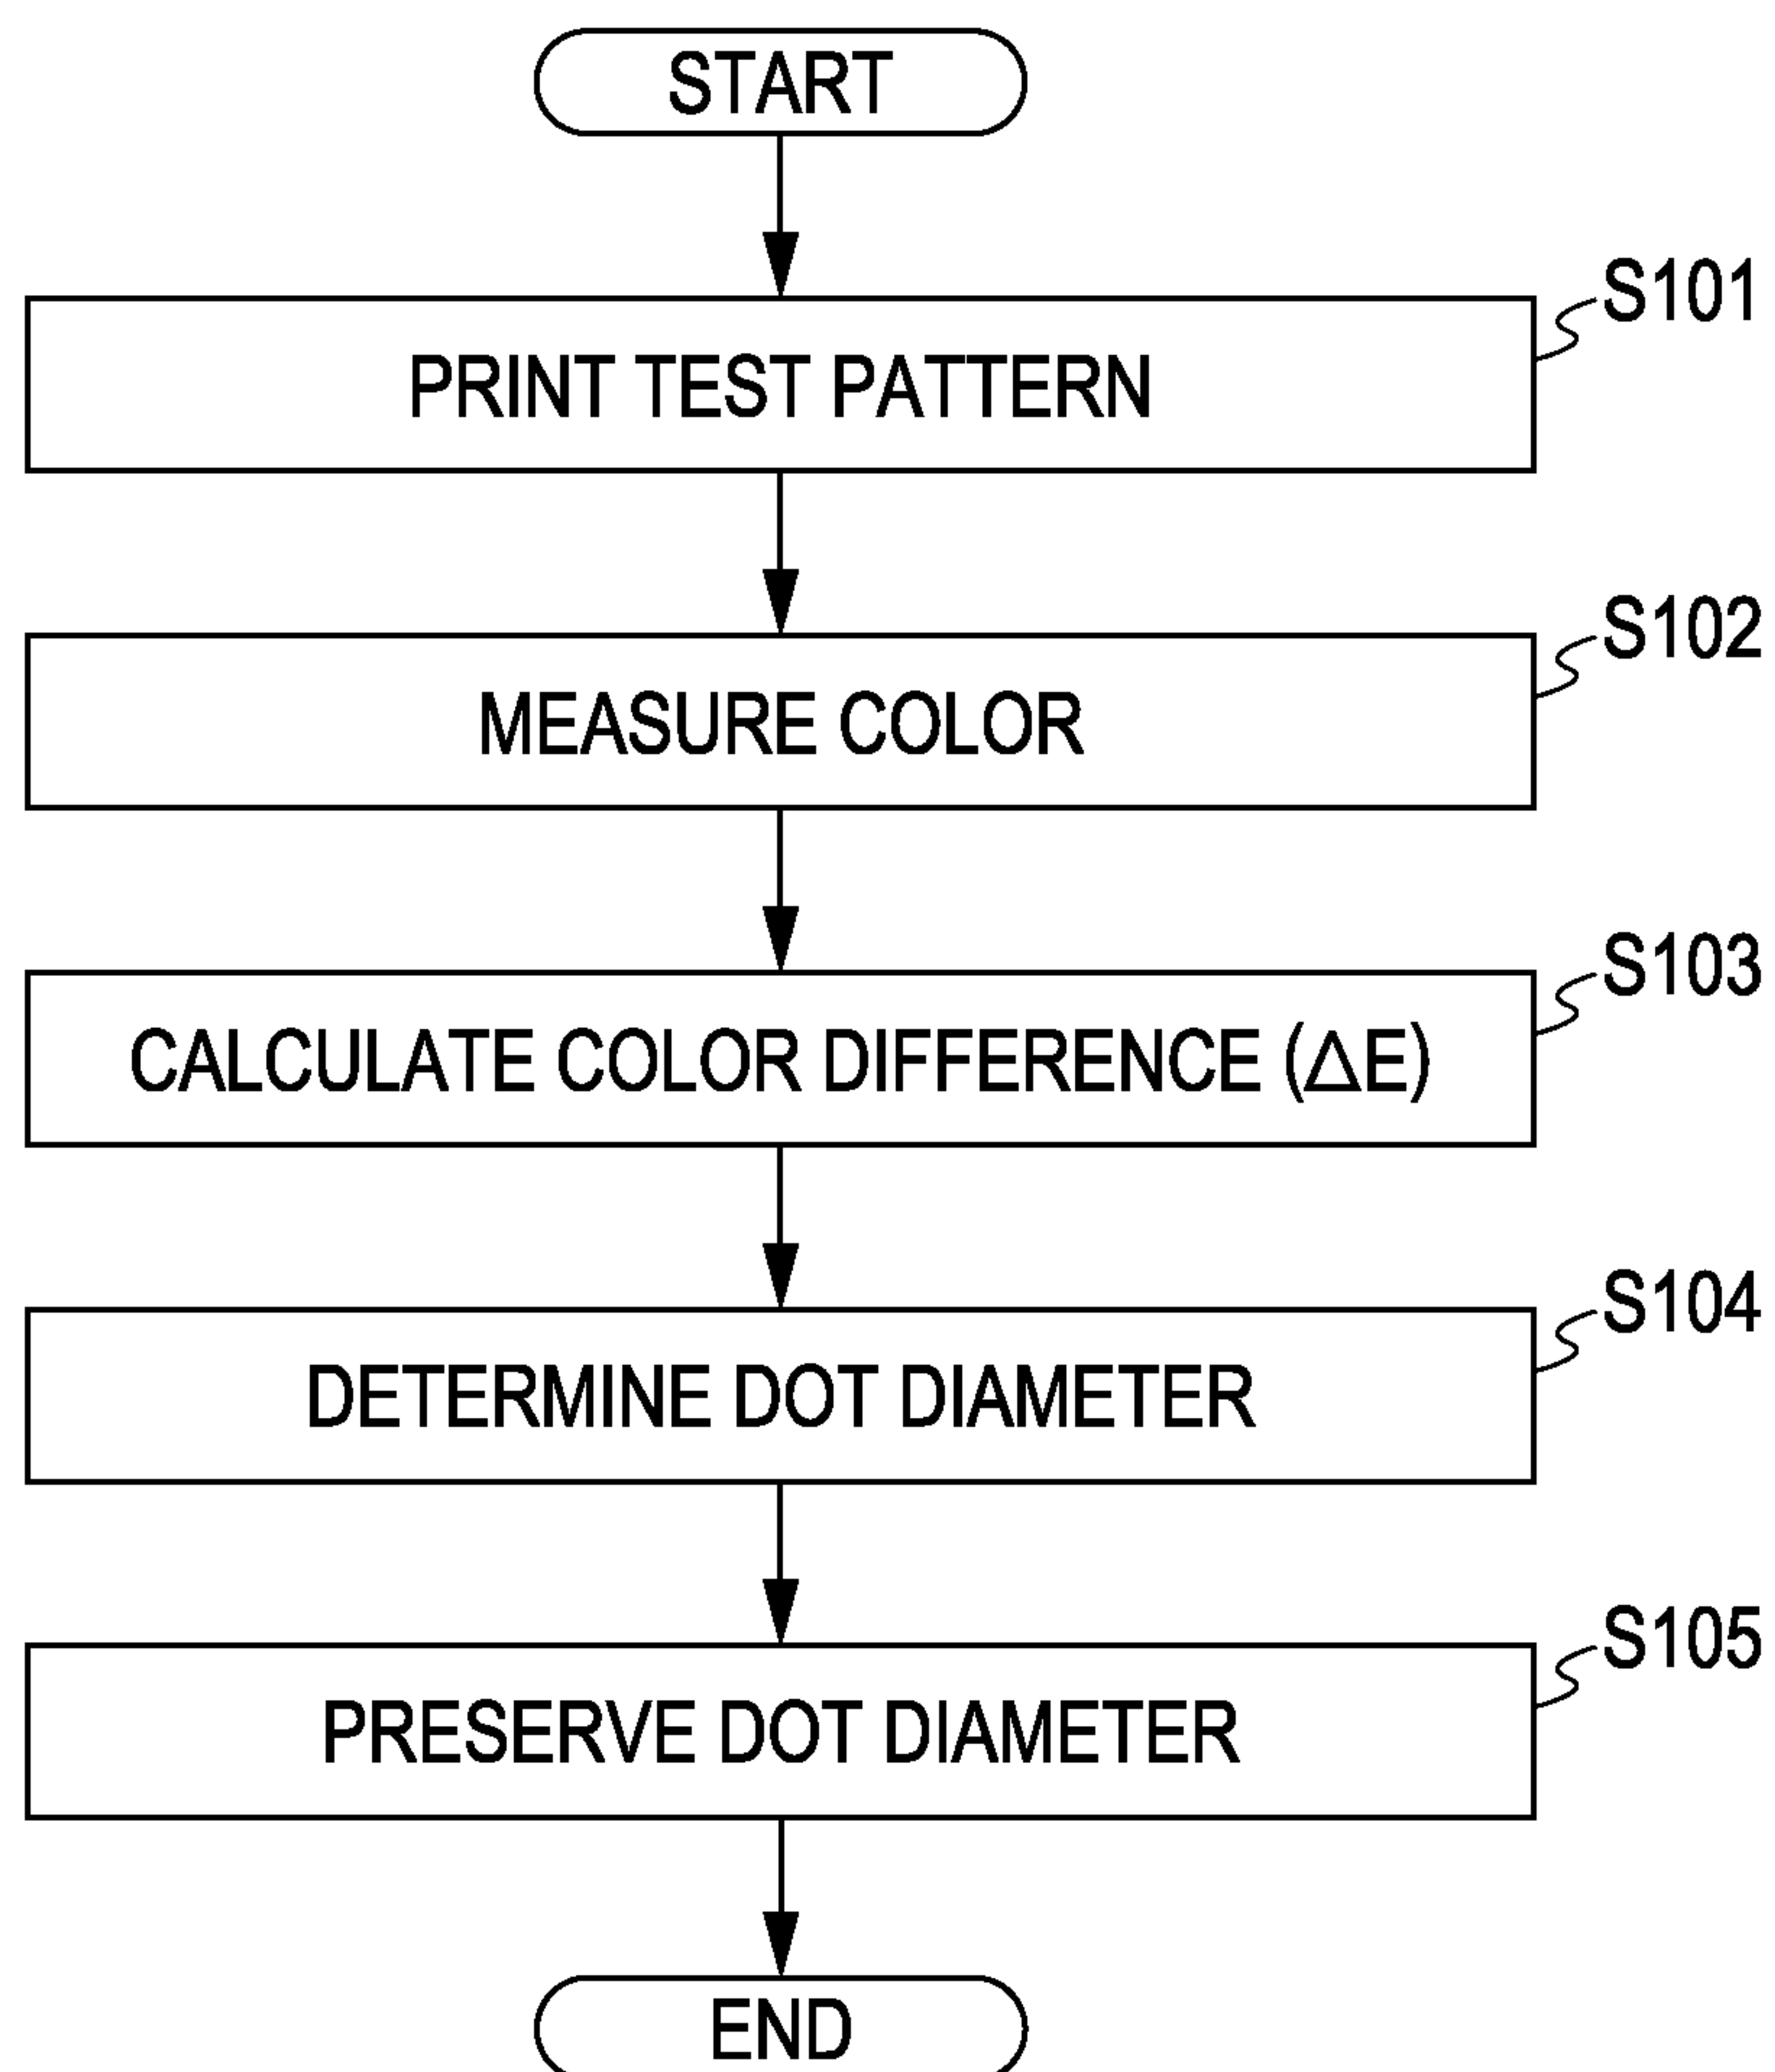 START
S101
PRINT TEST PATTERN
S102
MEASURE COLOR
S103
CALCULATE COLOR DIFFERENCE (△E)
S104
DETERMINE DOT DIAMETER
S105
PRESERVE DOT DIAMETER
END